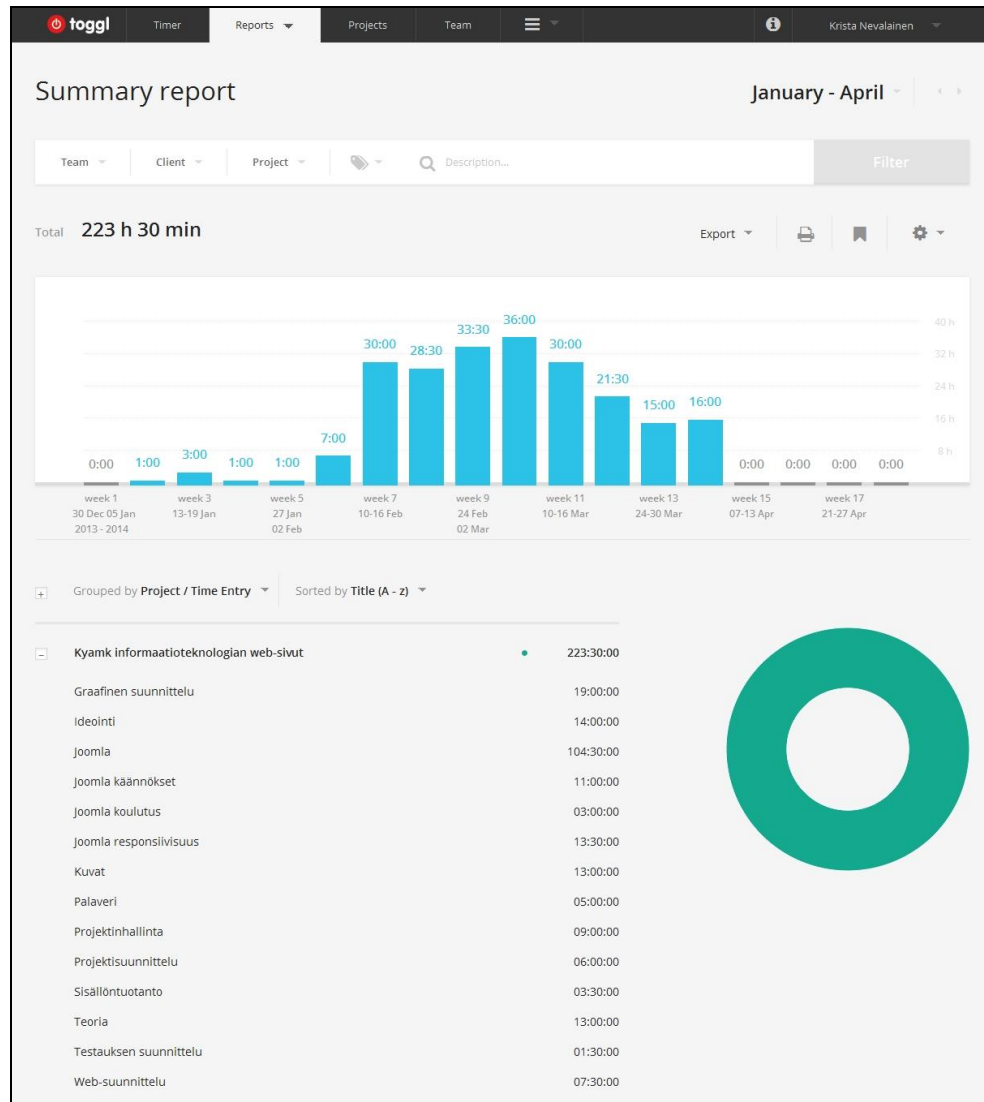 toggl Timer Reports Projects Team Krista Nevalainen
Summary report January - April
Team Client Project Description... Filter
Total 223 h 30 min Export
40 h
32 h
24 h
16 h
8 h
0:00 1:00 3:00 1:00 1:00 7:00 30:00 28:30 33:30 36:00 30:00 21:30 15:00 16:00 0:00 0:00 0:00 0:00
week 1 week 3 week 5 week 7 week 9 week 11 week 13 week 15 week 17
30 Dec 05 Jan 13-19 Jan 27 Jan 10-16 Feb 24 Feb 10-16 Mar 24-30 Mar 07-13 Apr 21-27 Apr
2013 - 2014 02 Feb 02 Mar
Grouped by Project / Time Entry Sorted by Title (A - z)
Kyamk informaatioteknologian web-sivut 223:30:00
Graafinen suunnittelu 19:00:00
Ideointi 14:00:00
Joomla 104:30:00
Joomla käännökset 11:00:00
Joomla koulutus 03:00:00
Joomla responsiivisuus 13:30:00
Kuvat 13:00:00
Palaveri 05:00:00
Projektinhallinta 09:00:00
Projektisuunnittelu 06:00:00
Sisällöntuotanto 03:30:00
Teoria 13:00:00
Testauksen suunnittelu 01:30:00
Web-suunnittelu 07:30:00